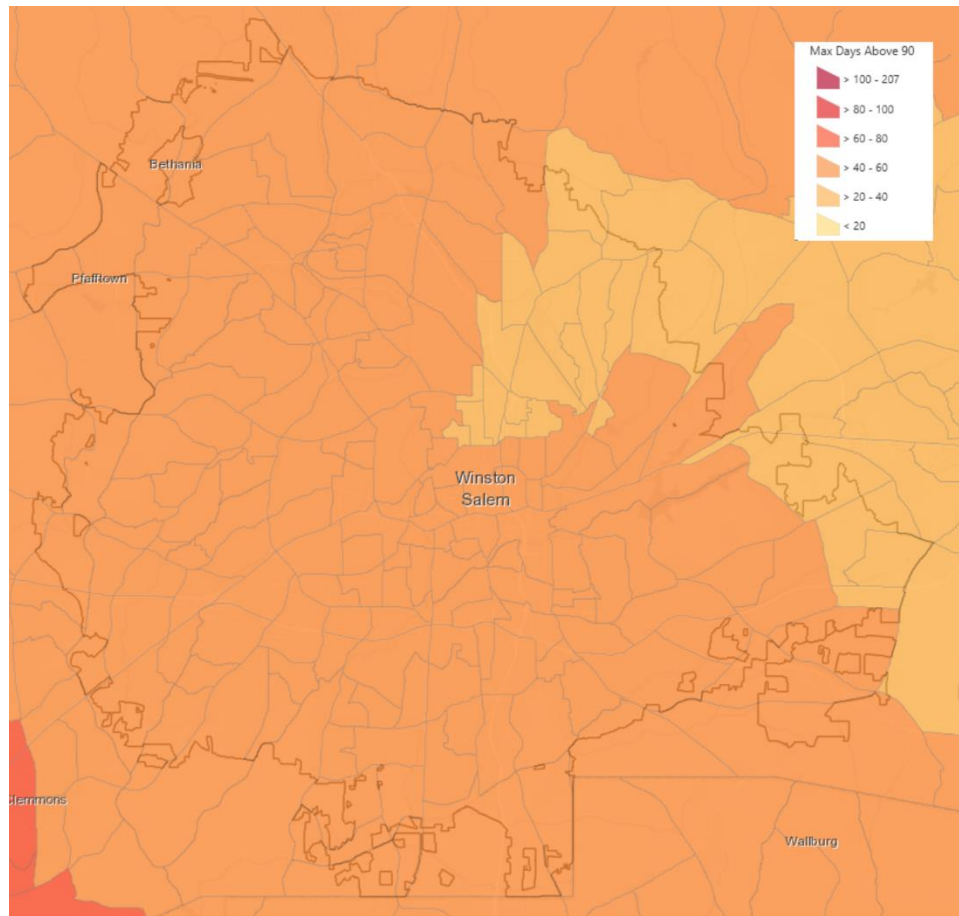 Max Days Above 90
> 100 - 207
> 80 - 100
> 60 - 80
> 40 - 60
> 20 - 40
< 20
Bethania
Pfafftown
Winston
Salem
Clemmons
Wallburg